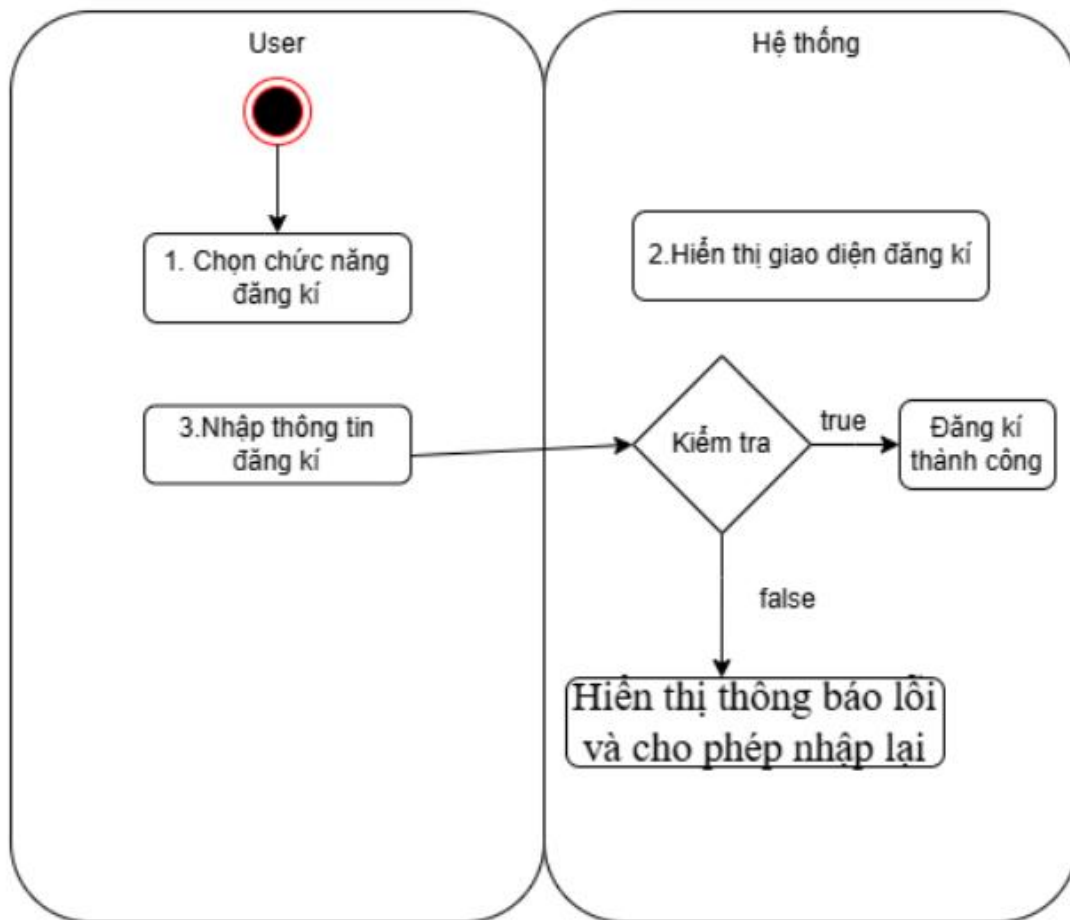 User
Hệ thống
1. Chọn chức năng
đăng kí
2.Hiển thị giao diện đăng kí
3.Nhập thông tin
đăng kí
Kiểm tra
true
Đăng kí
thành công
false
Hiển thị thông báo lỗi
và cho phép nhập lại